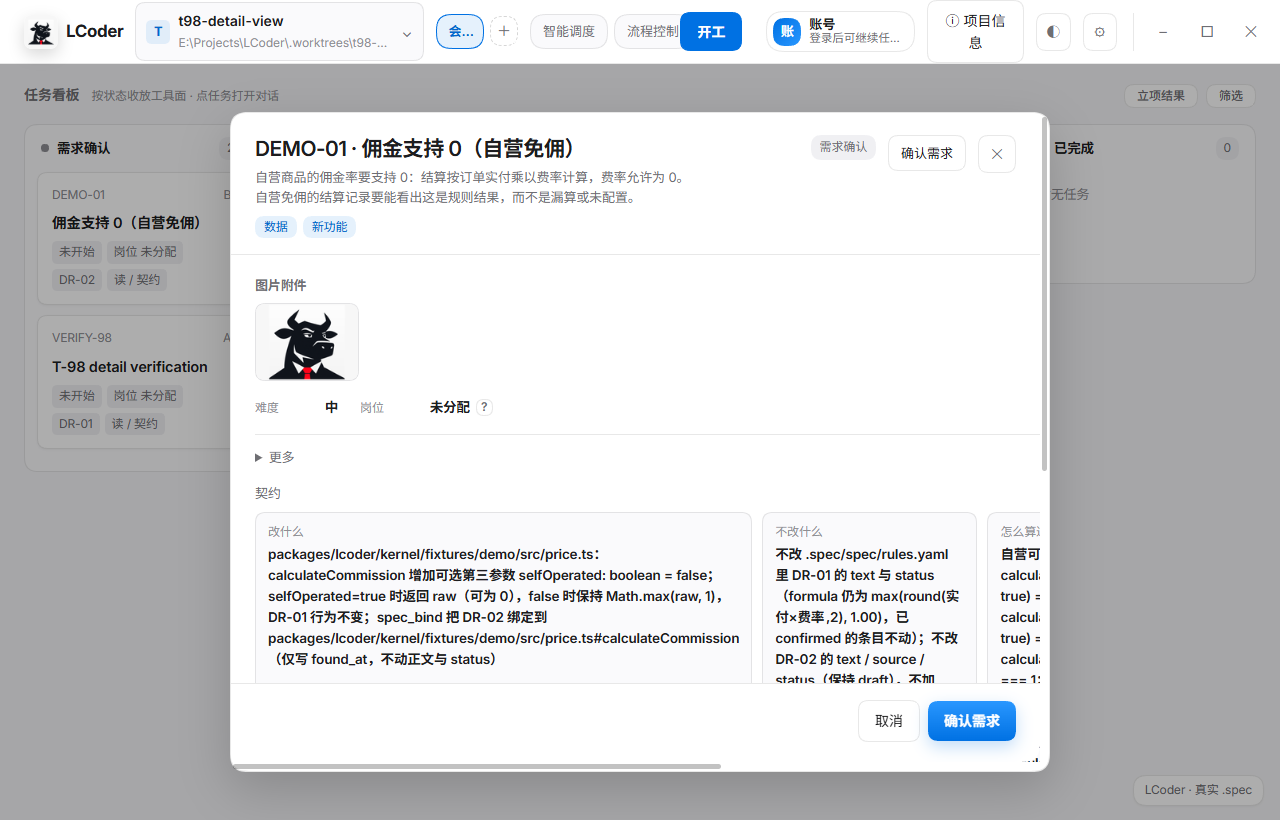 LCoder
T
t98-detail-view
E:\Projects\LCoder\.worktrees\t98-...
会...
+
智能调度
流程控制
开工
账
账号
登录后可继续任...
项目信息
任务看板
按状态收放工具面 · 点任务打开对话
立项结果
筛选
需求确认
DEMO-01
佣金支持 0（自营免佣）
未开始
岗位 未分配
DR-02
读 / 契约
VERIFY-98
T-98 detail verification
未开始
岗位 未分配
DR-01
读 / 契约
DEMO-01 · 佣金支持 0（自营免佣）
需求确认
确认需求
自营商品的佣金率要支持 0：结算按订单实付乘以费率计算，费率允许为 0。
自营免佣的结算记录要能看出这是规则结果，而不是漏算或未配置。
数据
新功能
图片附件
难度
中
岗位
未分配
?
更多
契约
改什么
packages/lcoder/kernel/fixtures/demo/src/price.ts：
calculateCommission 增加可选第三参数 selfOperated: boolean = false；
selfOperated=true 时返回 raw（可为 0），false 时保持 Math.max(raw, 1)，
DR-01 行为不变；spec_bind 把 DR-02 绑定到
packages/lcoder/kernel/fixtures/demo/src/price.ts#calculateCommission
（仅写 found_at，不动正文与 status）
不改什么
不改 .spec/spec/rules.yaml
里 DR-01 的 text 与 status
（formula 仍为 max(round(实
付×费率,2), 1.00)，已
confirmed 的条目不动）；不改
DR-02 的 text / source /
status（保持 draft），不加
怎么算
自营可
calcul
true) =
calcul
true) =
calcul
取消
确认需求
已完成
0
无任务
LCoder · 真实 .spec